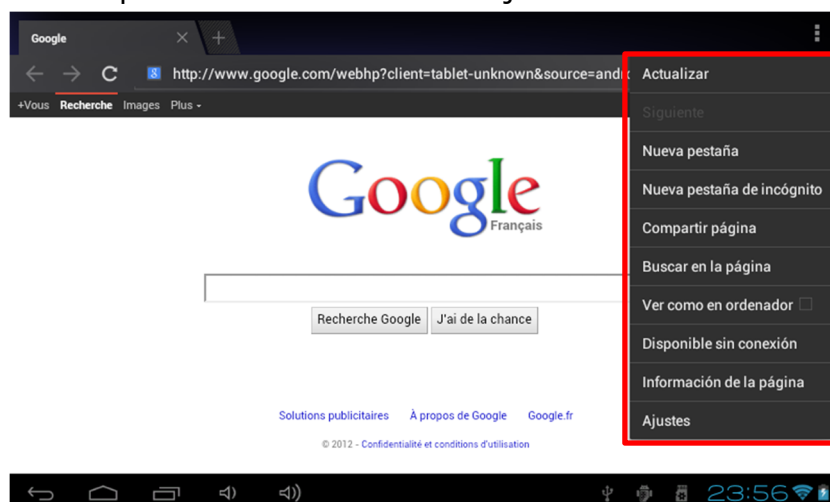 Google
http://www.google.com/webhp?client=tablet-unknown&source=andro
+Vous Recherche Images Plus
Actualizar
Siguiente
Nueva pestaña
Nueva pestaña de incógnito
Compartir página
Buscar en la página
Ver como en ordenador
Disponible sin conexión
Información de la página
Ajustes
Google
Français
Recherche Google J'ai de la chance
Solutions publicitaires À propos de Google Google.fr
© 2012 - Confidentialité et conditions d'utilisation
23:56